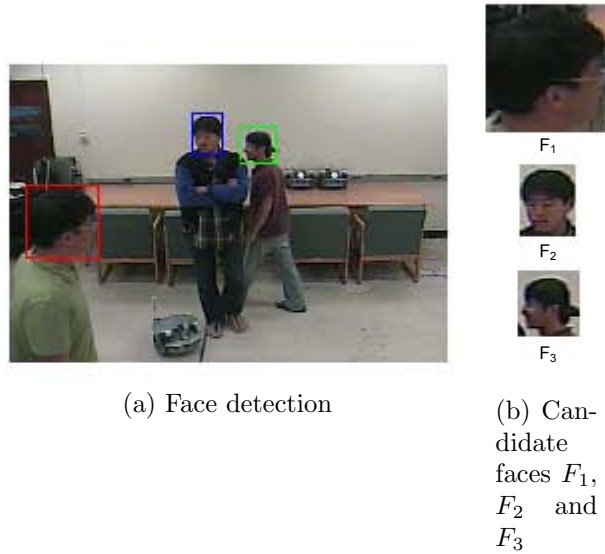 F₁
F₂
F₃
(a) Face detection
(b) Can-
didate
faces F₁,
F₂ and
F₃